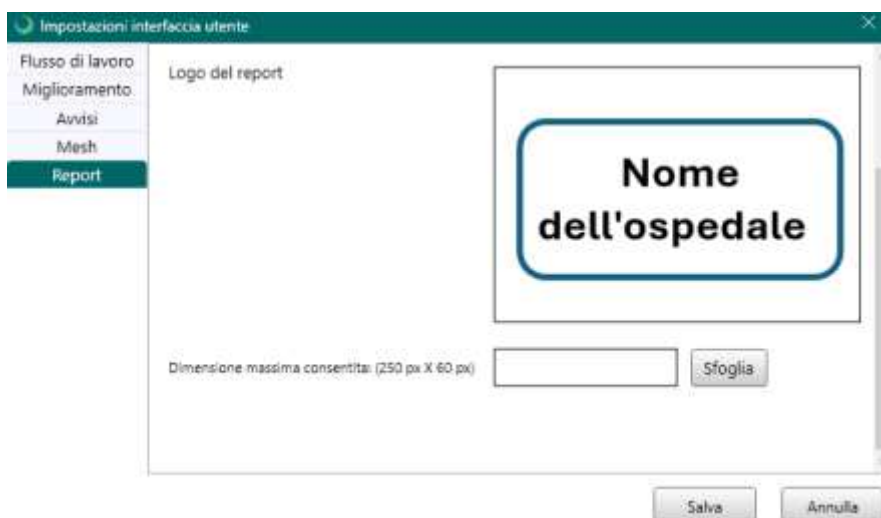 Impostazioni interfaccia utente
Flusso di lavoro
Miglioramento
Avvisi
Mesh
Report
Logo del report
Nome
dell'ospedale
Dimensione massima consentita: (250 px X 60 px)
Sfoglia
Salva
Annulla